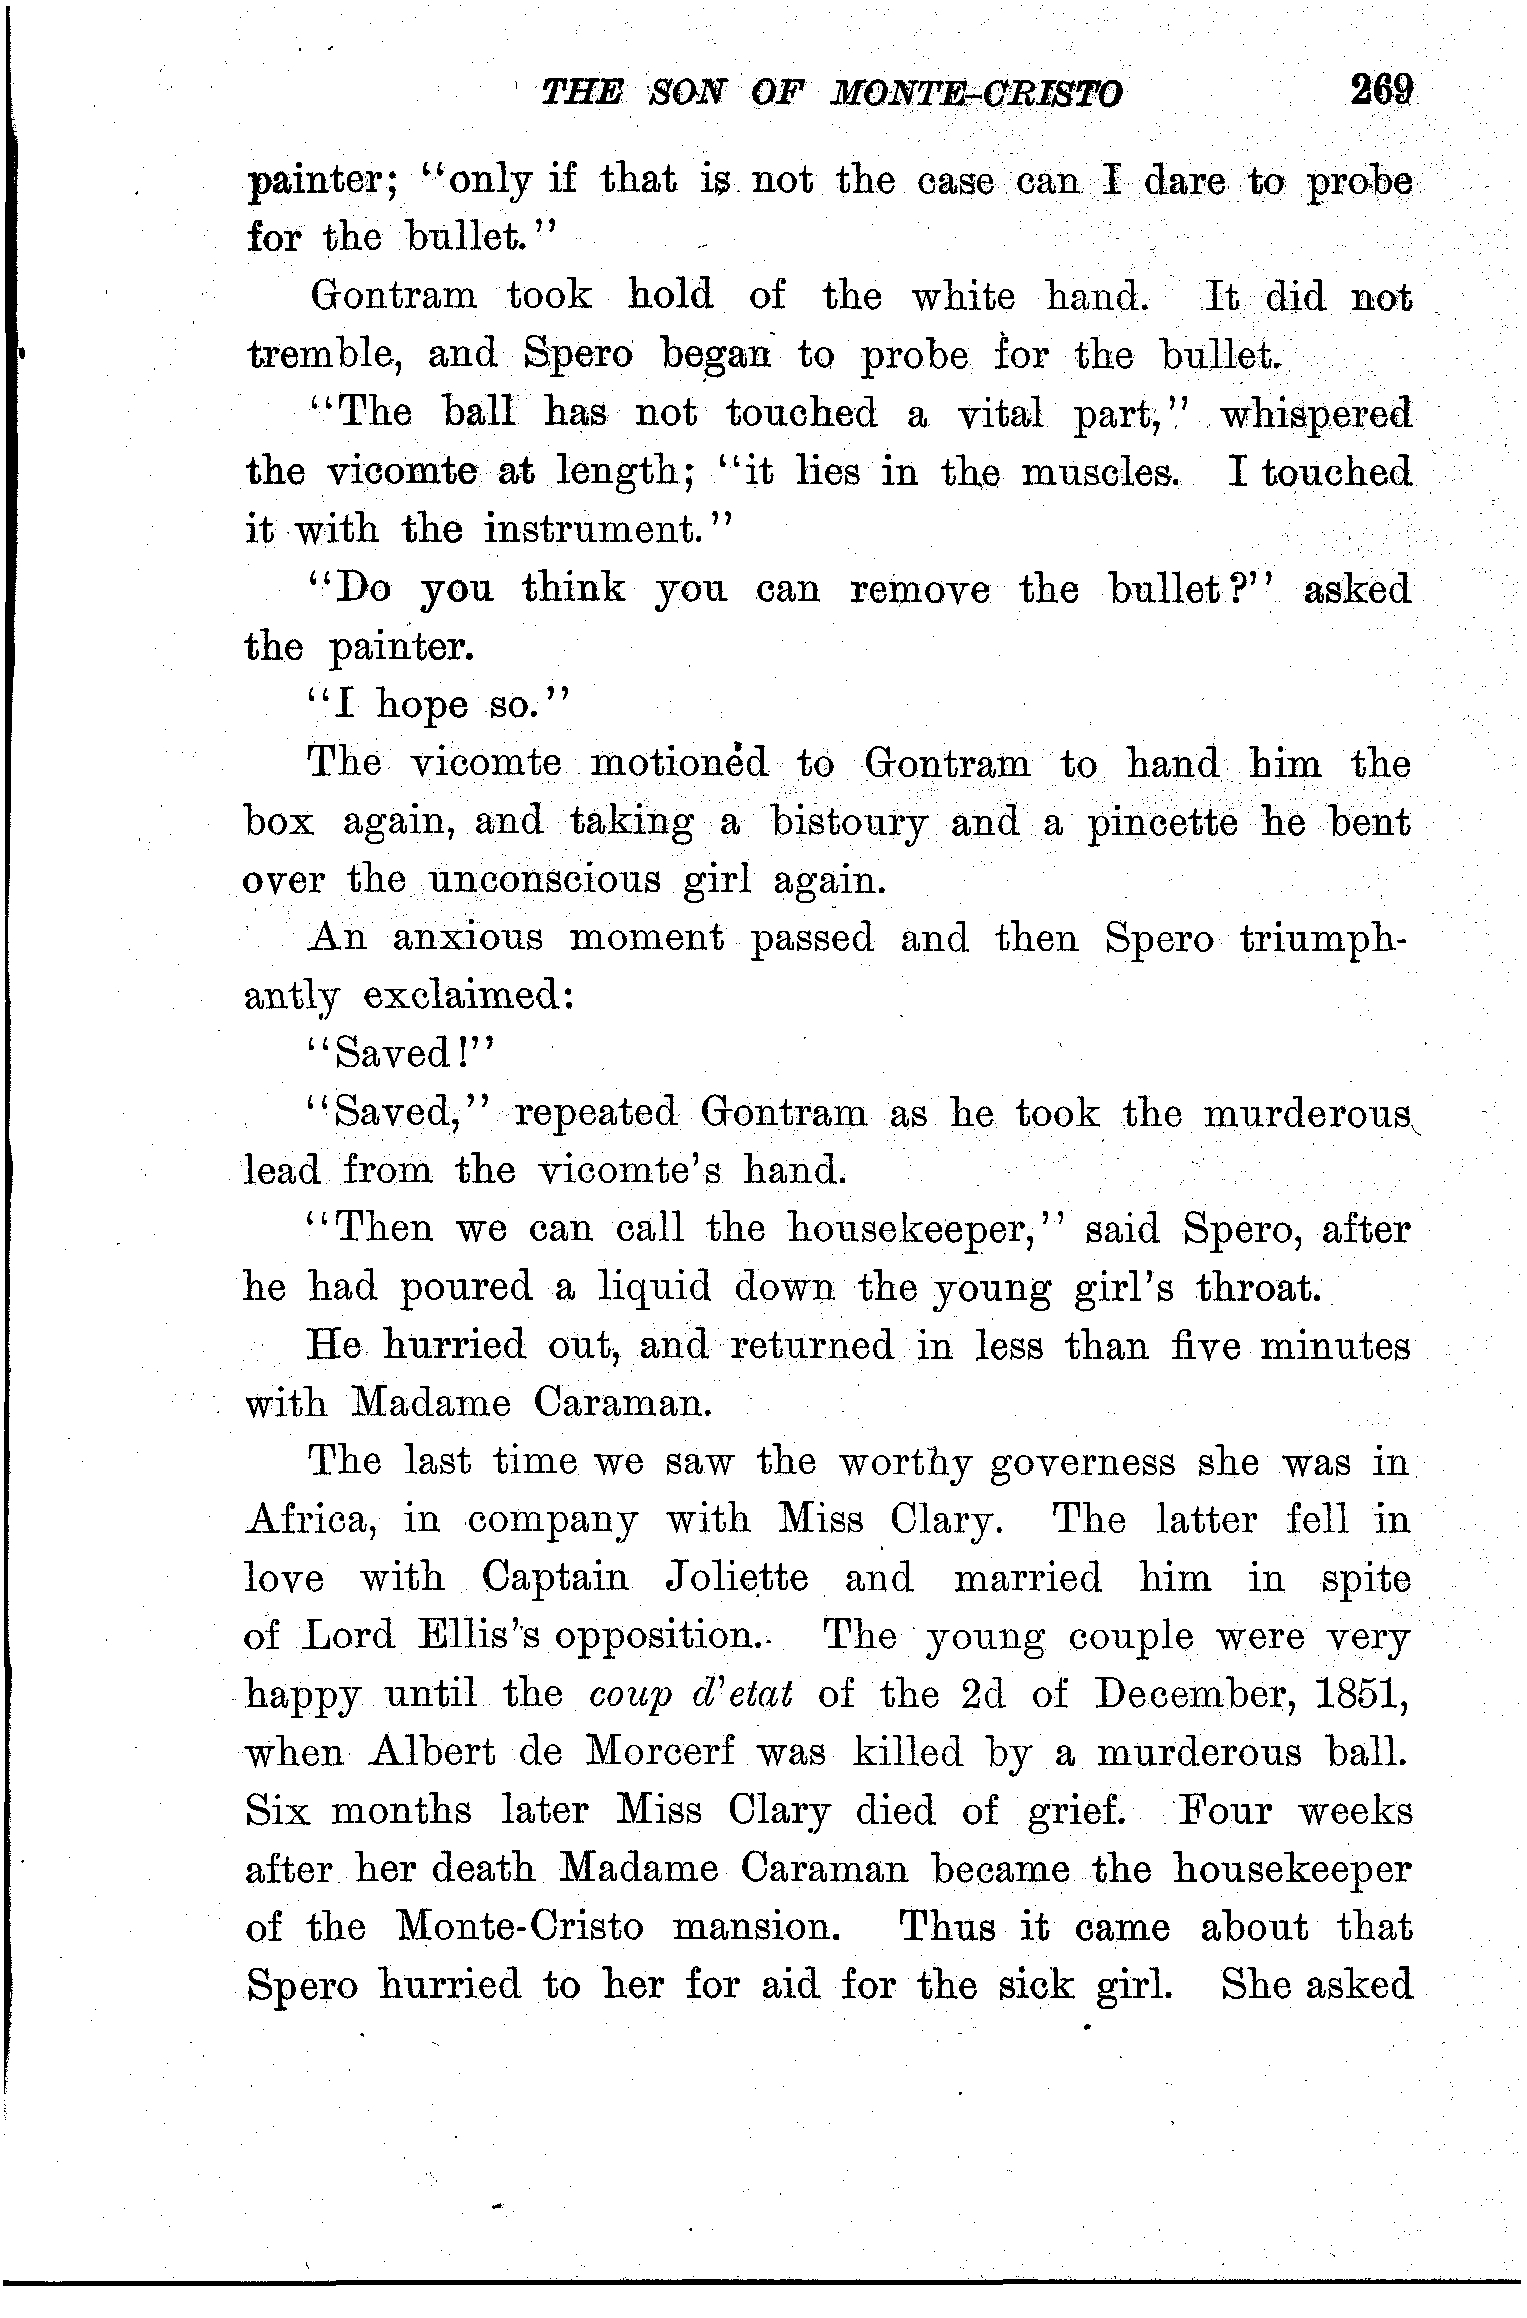 THE SON OF MONTE-CRISTO 269
painter; "only if that is not the case can I dare to probe
for the bullet."
Gontram took hold of the white hand. It did not
tremble, and Spero began to probe for the bullet.
"The ball has not touched a vital part," whispered
the vicomte at length; "it lies in the muscles. I touched
it with the instrument."
"Do you think you can remove the bullet?" asked
the painter.
"I hope so."
The vicomte motioned to Gontram to hand him the
box again, and taking a bistoury and a pincette he bent
over the unconscious girl again.
An anxious moment passed and then Spero triumph-
antly exclaimed:
"Saved!"
"Saved," repeated Gontram as he took the murderous
lead from the vicomte's hand.
"Then we can call the housekeeper," said Spero, after
he had poured a liquid down the young girl's throat.
He hurried out, and returned in less than five minutes
with Madame Caraman.
The last time we saw the worthy governess she was in
Africa, in company with Miss Clary. The latter fell in
love with Captain Joliette and married him in spite
of Lord Ellis's opposition. The young couple were very
happy until the coup d'etat of the 2d of December, 1851,
when Albert de Morcerf was killed by a murderous ball.
Six months later Miss Clary died of grief. Four weeks
after her death Madame Caraman became the housekeeper
of the Monte-Cristo mansion. Thus it came about that
Spero hurried to her for aid for the sick girl. She asked